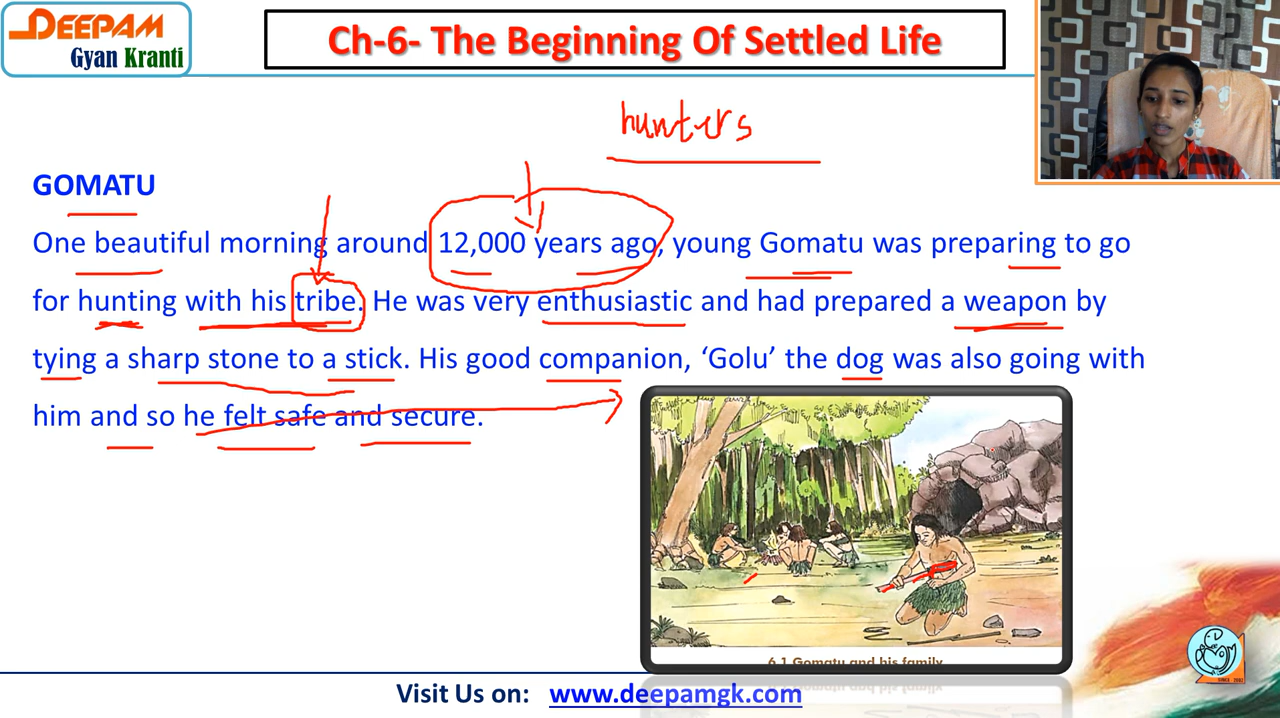 DEEPAM
Gyan Kranti
Ch-6- The Beginning Of Settled Life
hunters
GOMATU
One beautiful morning around 12,000 years ago, young Gomatu was preparing to go
for hunting with his tribe. He was very enthusiastic and had prepared a weapon by
tying a sharp stone to a stick. His good companion, ‘Golu’ the dog was also going with
him and so he felt safe and secure.
6.1 Gomatu and his family
SINCE 2002
Visit Us on: www.deepamgk.com